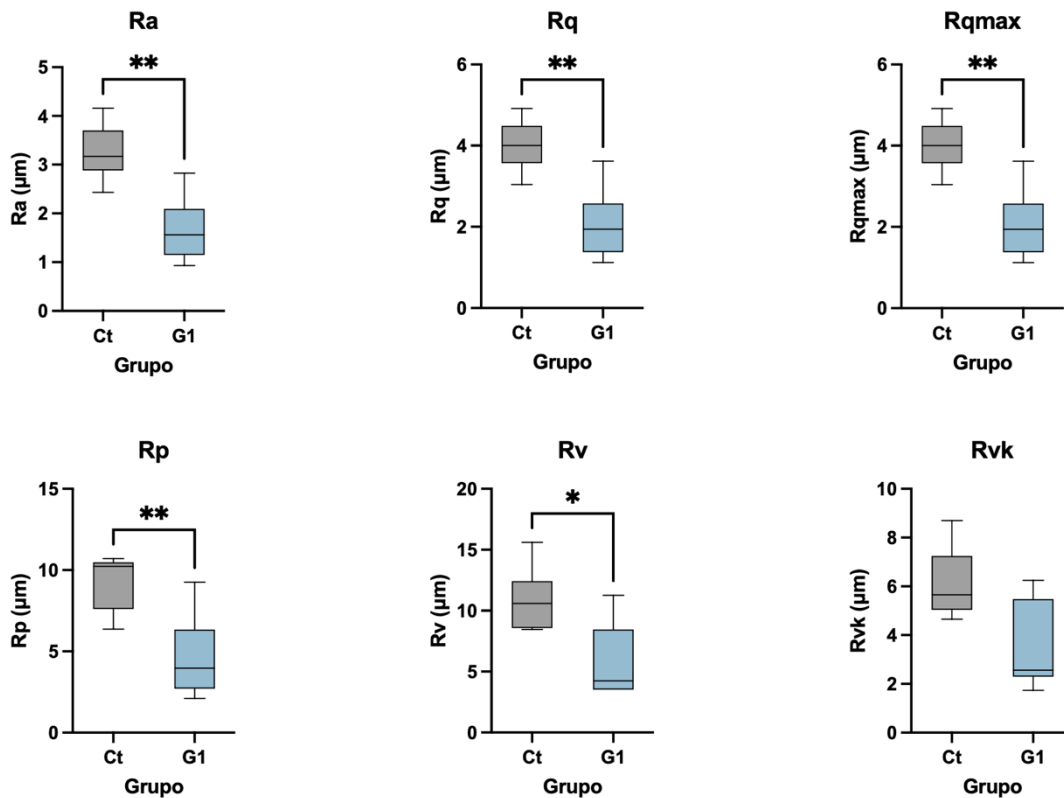 Ra
5
4
3
2
1
0
Ra (µm)
**
Ct
G1
Grupo
Rq
6
4
2
0
Rq (µm)
**
Ct
G1
Grupo
Rqmax
6
4
2
0
Rqmax (µm)
**
Ct
G1
Grupo
Rp
15
10
5
0
Rp (µm)
**
Ct
G1
Grupo
Rv
20
15
10
5
0
Rv (µm)
*
Ct
G1
Grupo
Rvk
10
8
6
4
2
0
Rvk (µm)
Ct
G1
Grupo